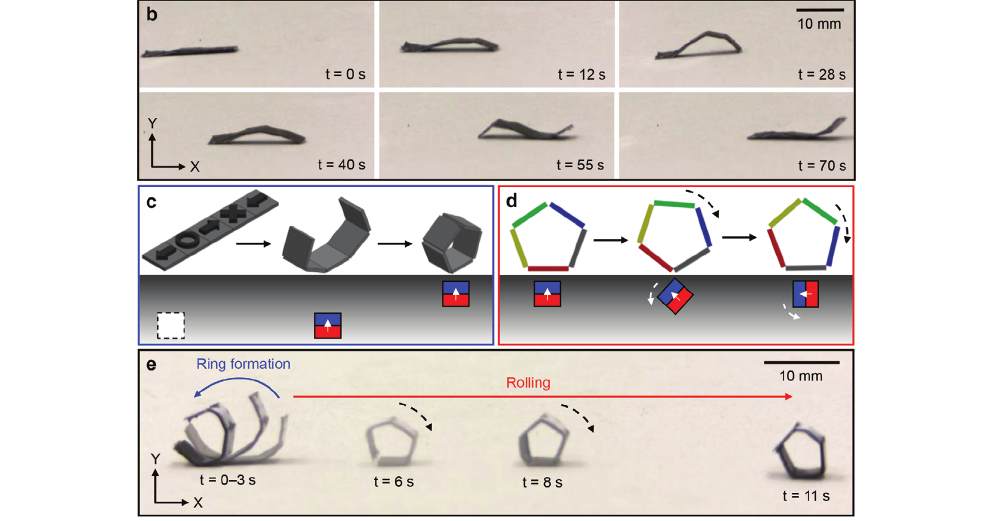 b
10 mm
t = 0 s
t = 12 s
t = 28 s
Y
X
t = 40 s
t = 55 s
t = 70 s
c
d
e
Ring formation
Rolling
10 mm
Y
X
t = 0–3 s
t = 6 s
t = 8 s
t = 11 s